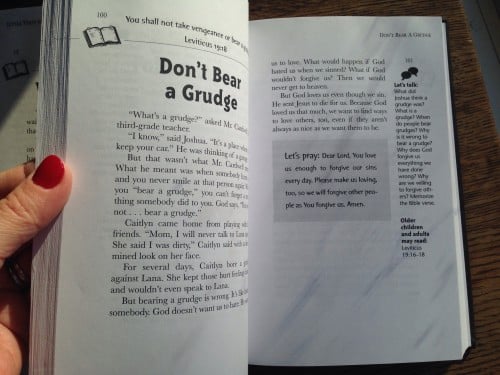 100
You shall not take vengeance or bear
Leviticus 19:18
Don't Bear
a Grudge
"What's a grudge?" asked Mr.
third-grade teacher.
"I know," said Joshua. "It's a place
keep your car." He was thinking of a
But that wasn't what Mr.
What he meant was when somebody
and you never smile at that person again.
you "bear a grudge," you can't forget a
thing somebody did to you. God says,
not . . . bear a grudge."
Caitlyn came home from playing with
friends. "Mom, I will never talk to Lana
She said I was dirty," Caitlyn said with a
mined look on her face.
For several days, Caitlyn bore a
against Lana. She kept those hurt feelings
and wouldn't even speak to Lana.
But bearing a grudge is wrong. It's like
somebody. God doesn't want us to
DON'T BEAR A GRUDGE
101
us to love. What would happen if God
hated us when we sinned? What if God
wouldn't forgive us? Then we would
never get to heaven.
But God loves us even though we sin.
He sent Jesus to die for us. Because God
loved us that much, we want to find ways
to love others, too, even if they aren't
always as nice as we want them to be.
Let's pray: Dear Lord, You love
us enough to forgive our sins
every day. Please make us loving,
too, so we will forgive other peo-
ple as You forgive us. Amen.
Let's talk:
What did
Joshua think a
grudge was?
What is a
grudge? When
do people bear
grudges? Why
is it wrong
to bear a
grudge? Why
does God
forgive us
everything we
have done
wrong? Why
are we willing
to forgive oth-
ers? Memorize
the Bible verse.
Older
children
and adults
may read:
Leviticus
19:16-18